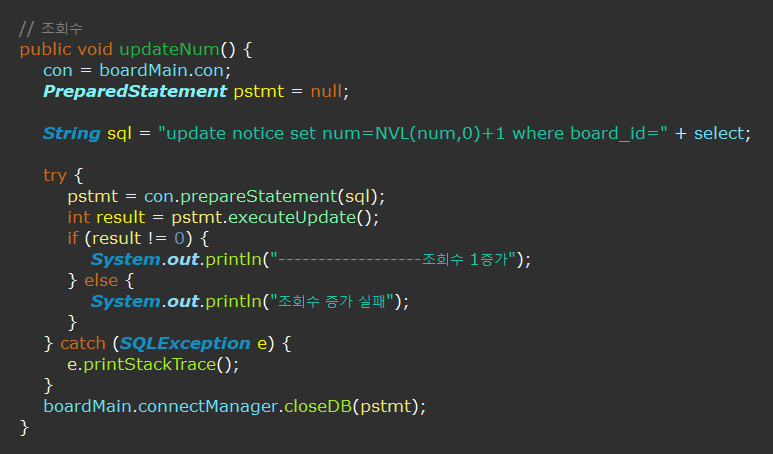 // 조회수
public void updateNum() {
con = boardMain.con;
PreparedStatement pstmt = null;
String sql = "update notice set num=NVL(num,0)+1 where board_id=" + select;
try {
pstmt = con.prepareStatement(sql);
int result = pstmt.executeUpdate();
if (result != 0) {
System.out.println("------------------조회수 1증가");
} else {
System.out.println("조회수 증가 실패");
}
} catch (SQLException e) {
e.printStackTrace();
}
boardMain.connectManager.closeDB(pstmt);
}